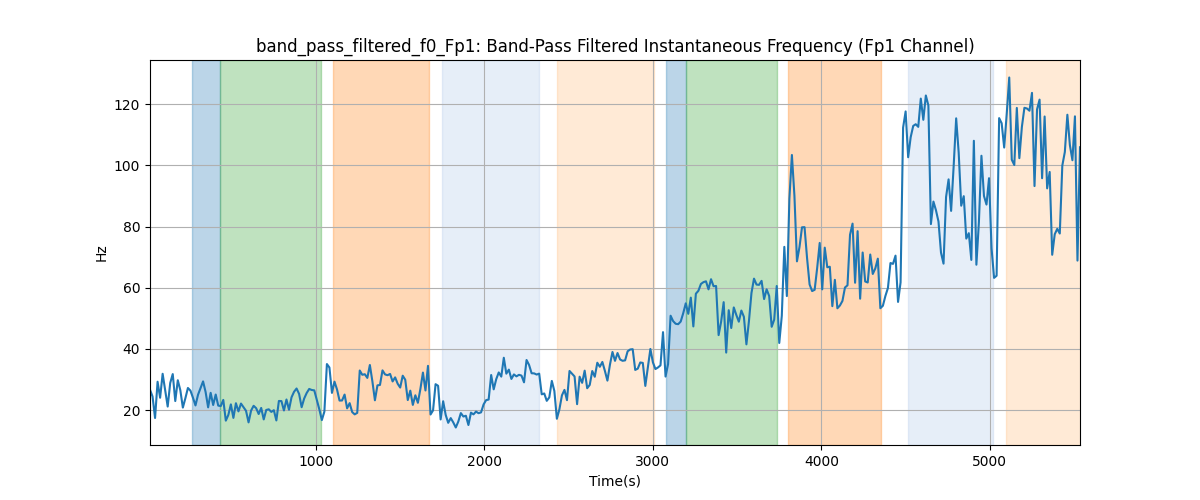 band_pass_filtered_f0_Fp1: Band-Pass Filtered Instantaneous Frequency (Fp1 Channel)
120
100
80
60
40
20
Hz
1000 2000 3000 4000 5000
Time(s)